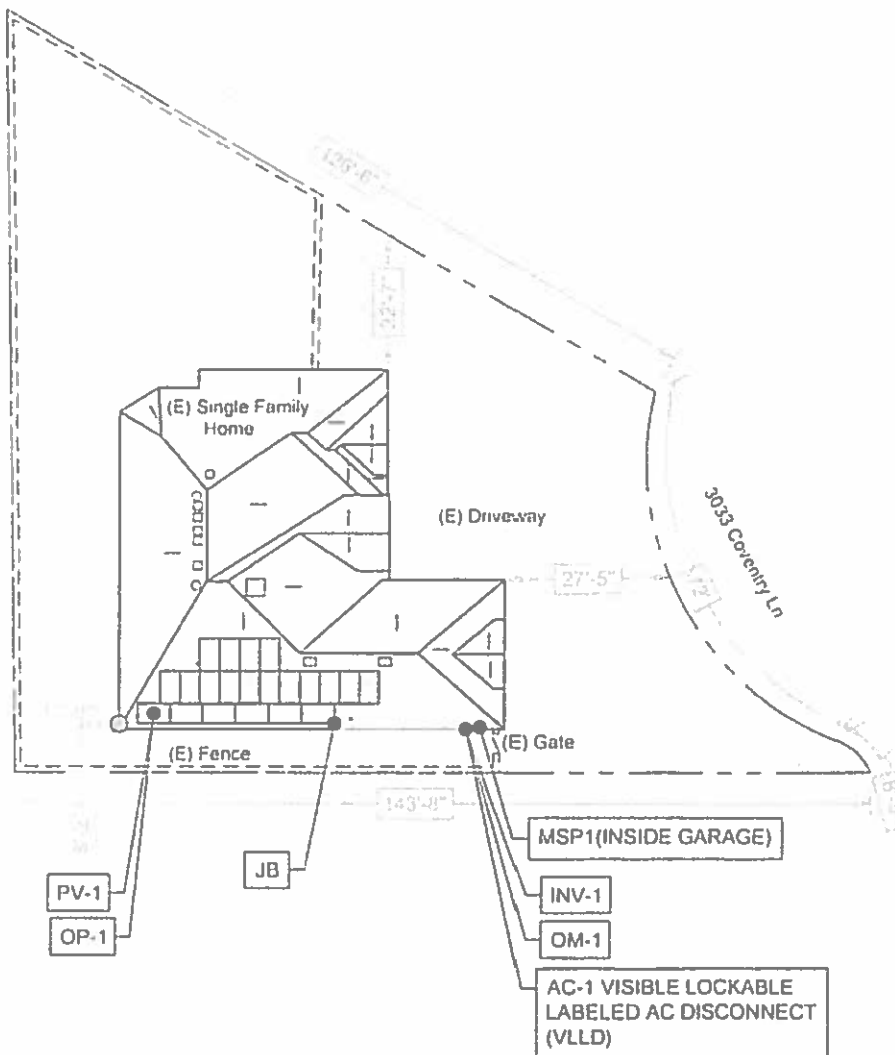 126'-6"
22'-7"
(E) Single Family
Home
(E) Driveway
3033 Coventry Ln
27'-5"
(E) Fence
(E) Gate
143'-8"
MSP1(INSIDE GARAGE)
JB
PV-1
INV-1
OP-1
OM-1
AC-1 VISIBLE LOCKABLE
LABELED AC DISCONNECT
(VLLD)